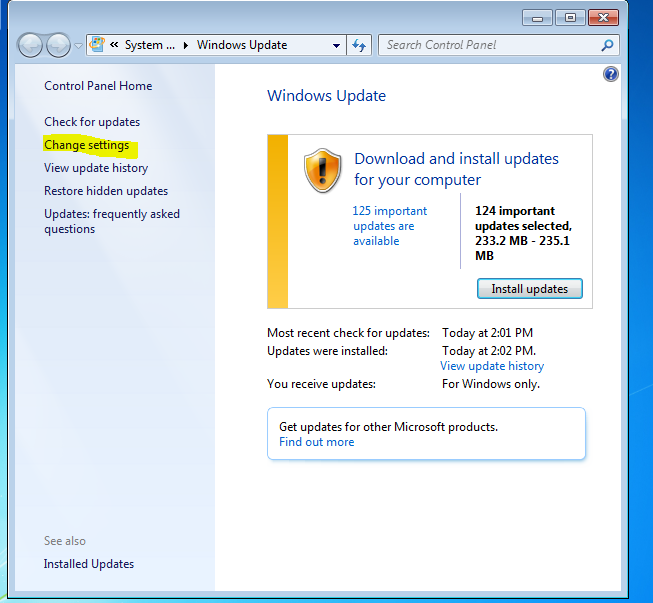 « System ... ▸ Windows Update
Search Control Panel
Control Panel Home
Check for updates
Change settings
View update history
Restore hidden updates
Updates: frequently asked
questions
See also
Installed Updates
Windows Update
Download and install updates
for your computer
125 important
updates are
available
124 important
updates selected,
233.2 MB - 235.1
MB
Install updates
Most recent check for updates: Today at 2:01 PM
Updates were installed: Today at 2:02 PM.
View update history
You receive updates: For Windows only.
Get updates for other Microsoft products.
Find out more